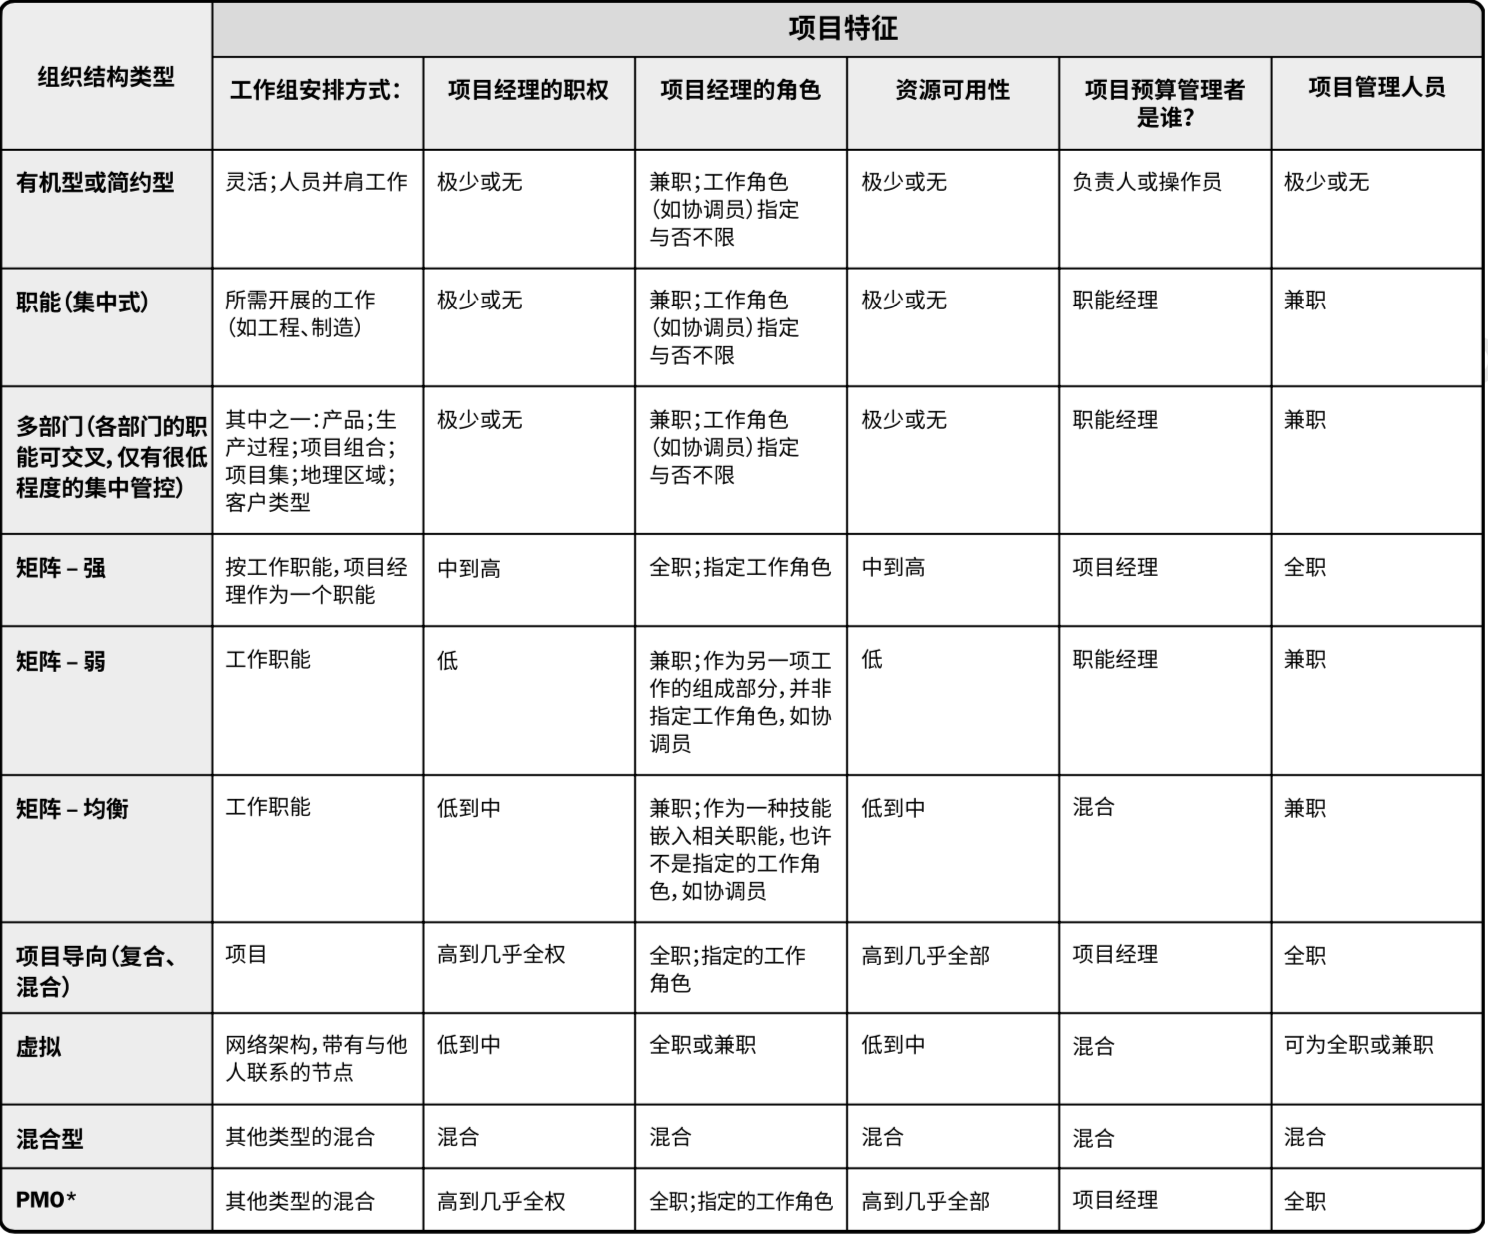 组织结构类型
项目特征
工作组安排方式：
项目经理的职权
项目经理的角色
资源可用性
项目预算管理者
是谁？
项目管理人员
有机型或简约型
灵活；人员并肩工作
极少或无
兼职；工作角色
（如协调员）指定
与否不限
极少或无
负责人或操作员
极少或无
职能（集中式）
所需开展的工作
（如工程、制造）
极少或无
兼职；工作角色
（如协调员）指定
与否不限
极少或无
职能经理
兼职
多部门（各部门的职
能可交叉，仅有很低
程度的集中管控）
其中之一：产品；生
产过程；项目组合；
项目集；地理区域；
客户类型
极少或无
兼职；工作角色
（如协调员）指定
与否不限
极少或无
职能经理
兼职
矩阵 – 强
按工作职能，项目经
理作为一个职能
中到高
全职；指定工作角色
中到高
项目经理
全职
矩阵 – 弱
工作职能
低
兼职；作为另一项工
作的组成部分，并非
指定工作角色，如协
调员
低
职能经理
兼职
矩阵 – 均衡
工作职能
低到中
兼职；作为一种技能
嵌入相关职能，也许
不是指定的工作角
色，如协调员
低到中
混合
兼职
项目导向（复合、
混合）
项目
高到几乎全权
全职；指定的工作
角色
高到几乎全部
项目经理
全职
虚拟
网络架构，带有与他
人联系的节点
低到中
全职或兼职
低到中
混合
可为全职或兼职
混合型
其他类型的混合
混合
混合
混合
混合
混合
PMO*
其他类型的混合
高到几乎全权
全职；指定的工作角色
高到几乎全部
项目经理
全职